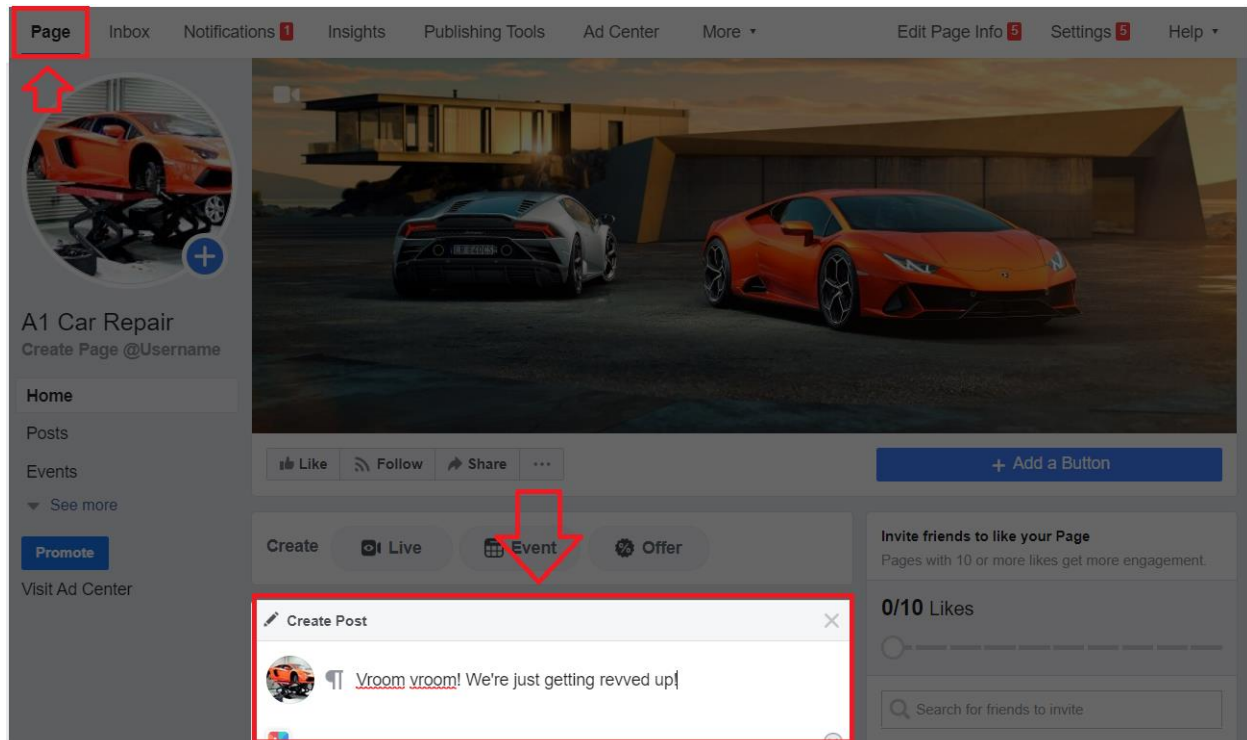 Page Inbox Notifications 1 Insights Publishing Tools Ad Center More Edit Page Info 5 Settings 5 Help
A1 Car Repair
Create Page @Username
Home
Posts
Events
See more
Promote
Visit Ad Center
Like Follow Share ...
+ Add a Button
Create Live Event Offer
Create Post
¶ Vroom vroom! We're just getting revved up!
Invite friends to like your Page
Pages with 10 or more likes get more engagement.
0/10 Likes
Search for friends to invite